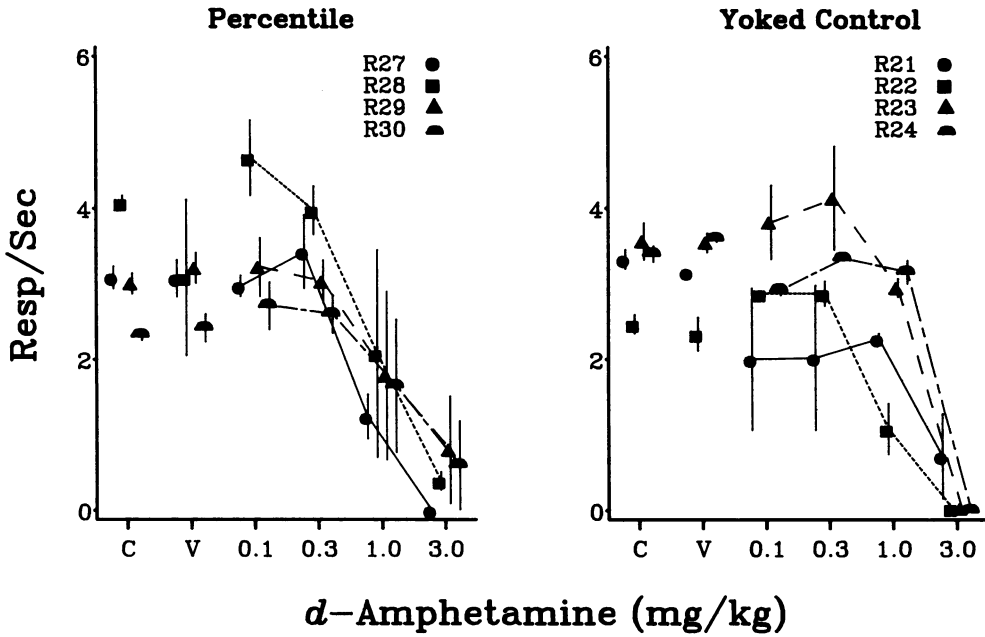 Percentile
Yoked Control
6
4
2
0
R27
R28
R29
R30
Resp/Sec
C V 0.1 0.3 1.0 3.0
6
4
2
0
R21
R22
R23
R24
C V 0.1 0.3 1.0 3.0
d-Amphetamine (mg/kg)